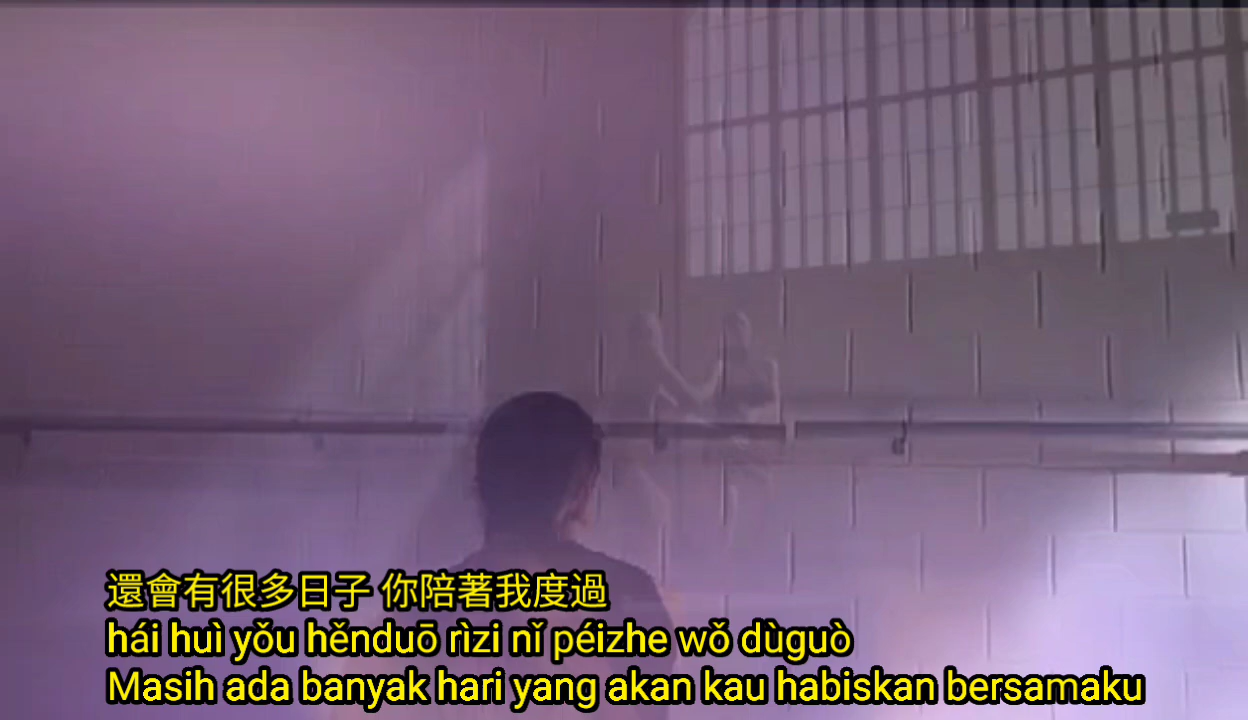 還會有很多日子 你陪著我度過
hái huì yǒu hěnduō rìzi nǐ péizhe wǒ dùguò
Masih ada banyak hari yang akan kau habiskan bersamaku